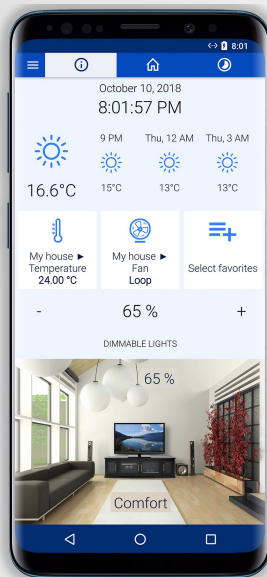 8:01
October 10, 2018
8:01:57 PM
16.6°C
9 PM Thu, 12 AM Thu, 3 AM
15°C 13°C 13°C
My house ►
Temperature
24.00 °C
My house ►
Fan
Loop
Select favorites
- 65 % +
DIMMABLE LIGHTS
65 %
Comfort